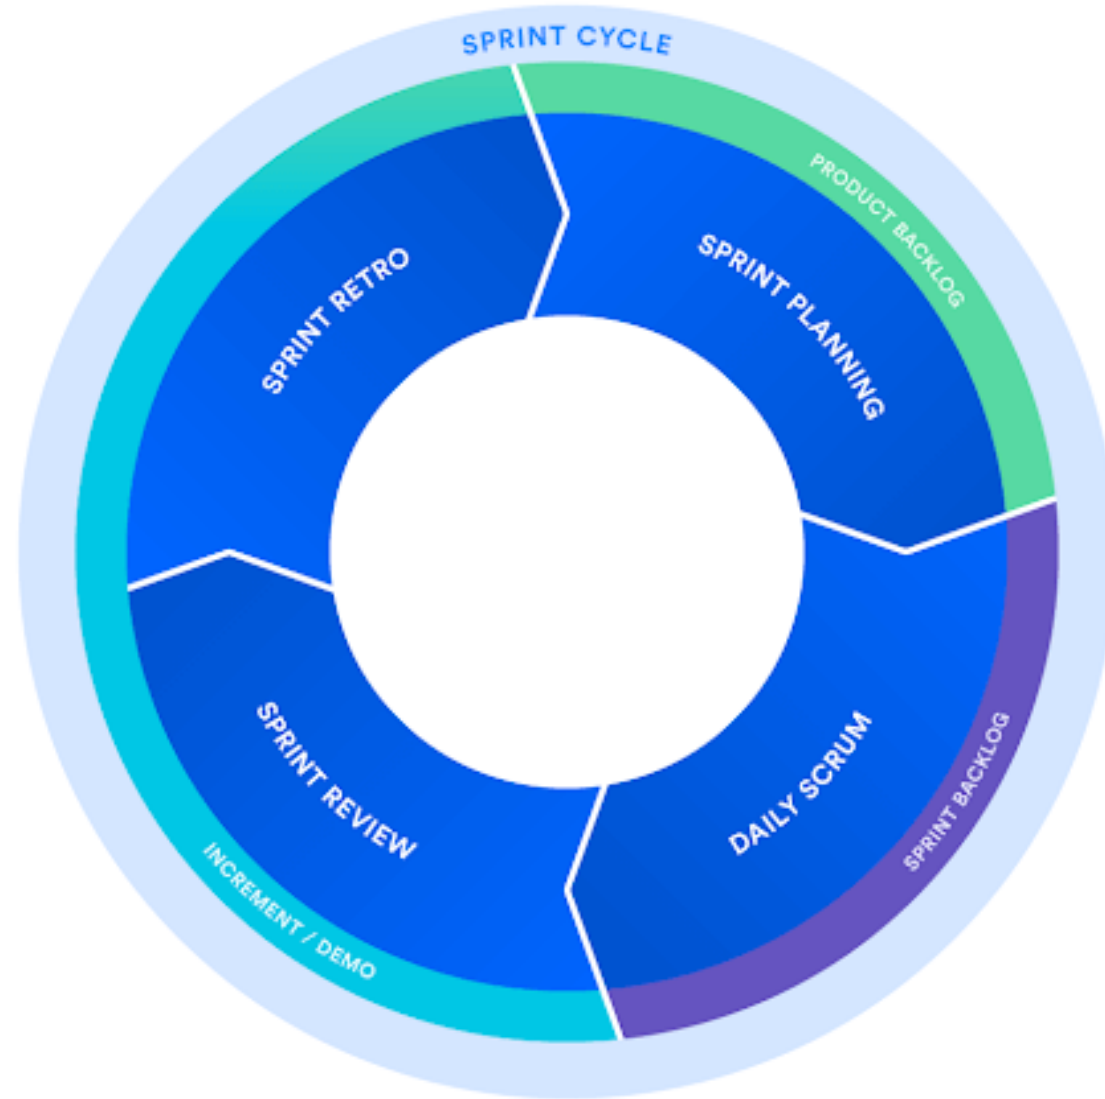 SPRINT CYCLE
PRODUCT BACKLOG
SPRINT PLANNING
SPRINT BACKLOG
DAILY SCRUM
INCREMENT / DEMO
SPRINT REVIEW
SPRINT RETRO